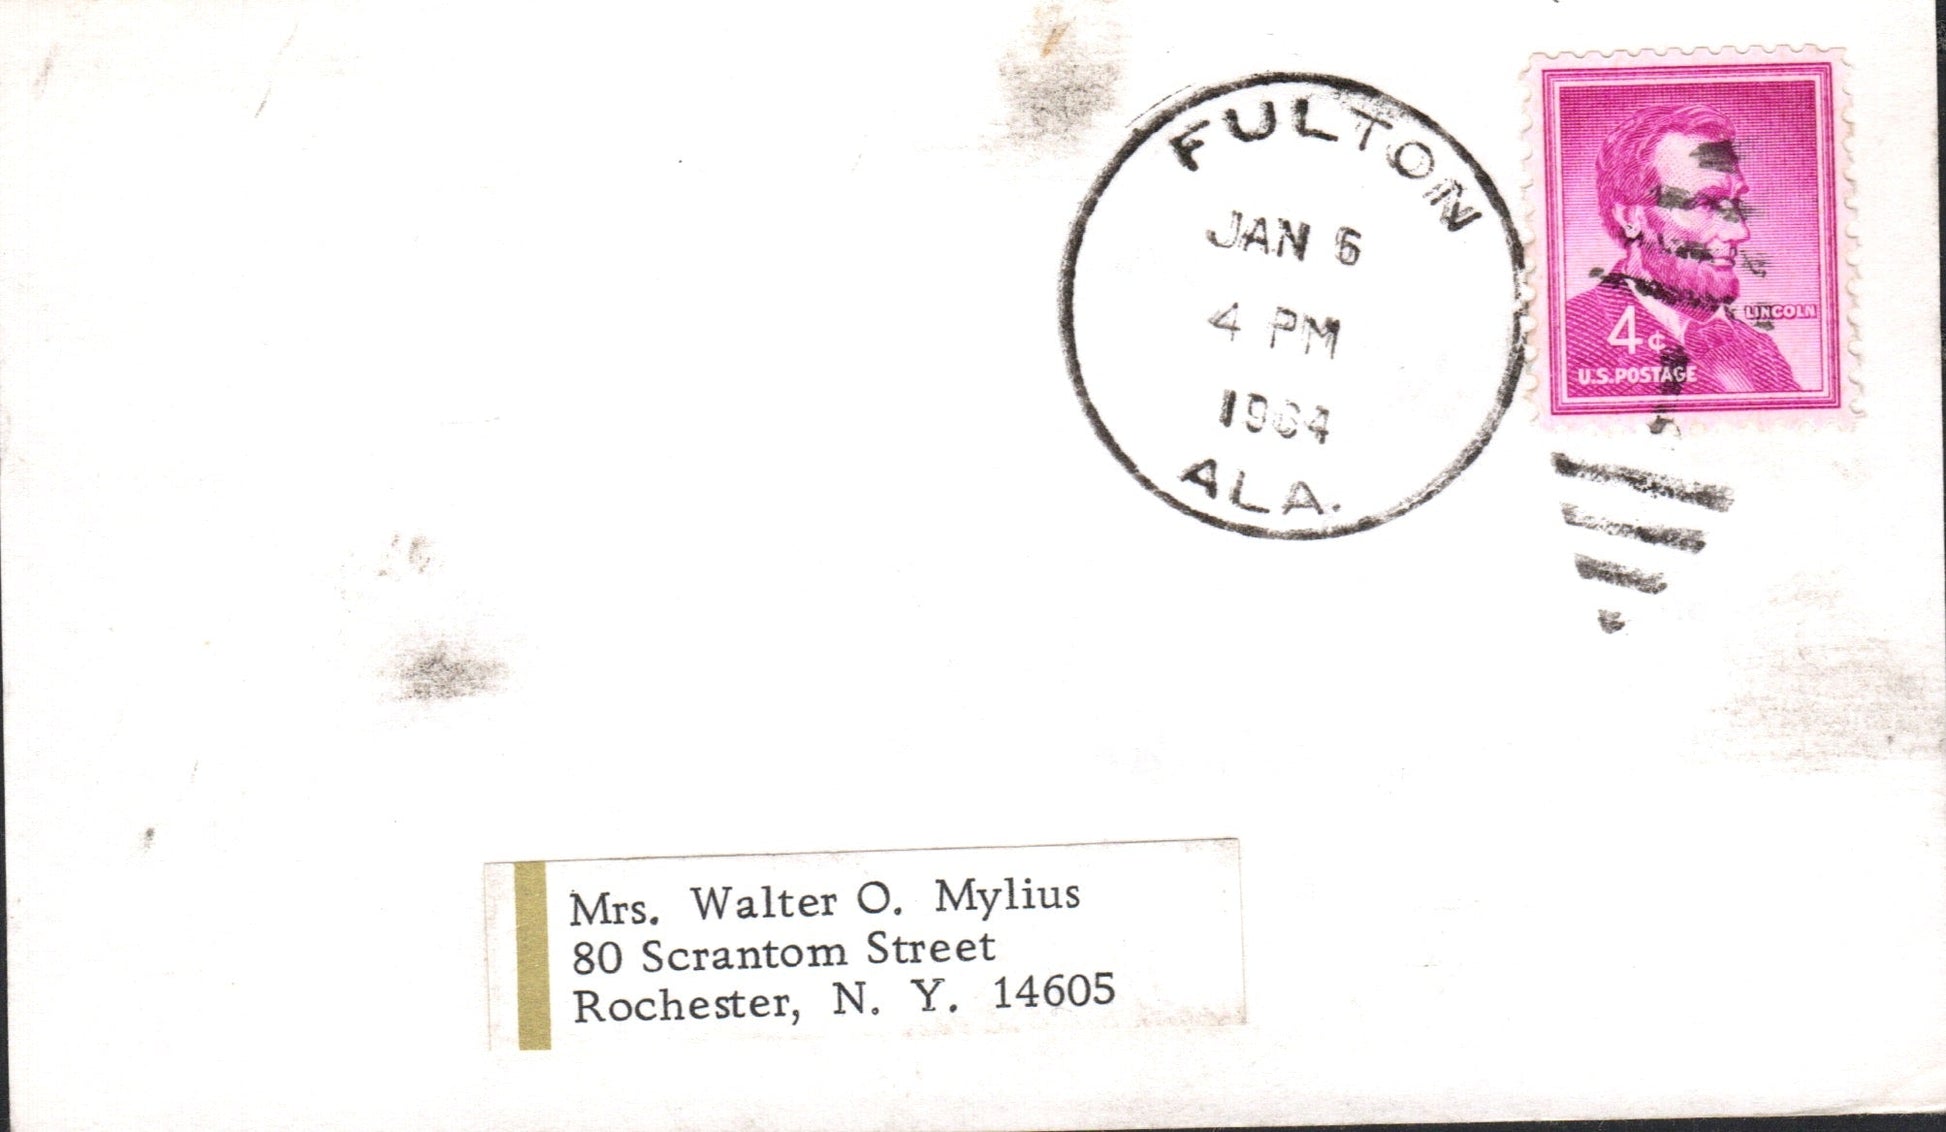 FULTON
JAN 6
4 PM
1964
ALA.
LINCOLN
4¢
U.S. POSTAGE
Mrs. Walter O. Mylius
80 Scrantom Street
Rochester, N. Y. 14605